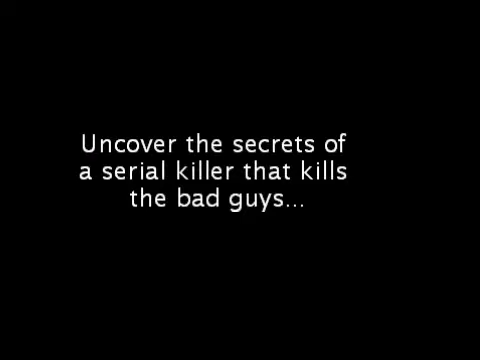 Uncover the secrets of
a serial killer that kills
the bad guys...